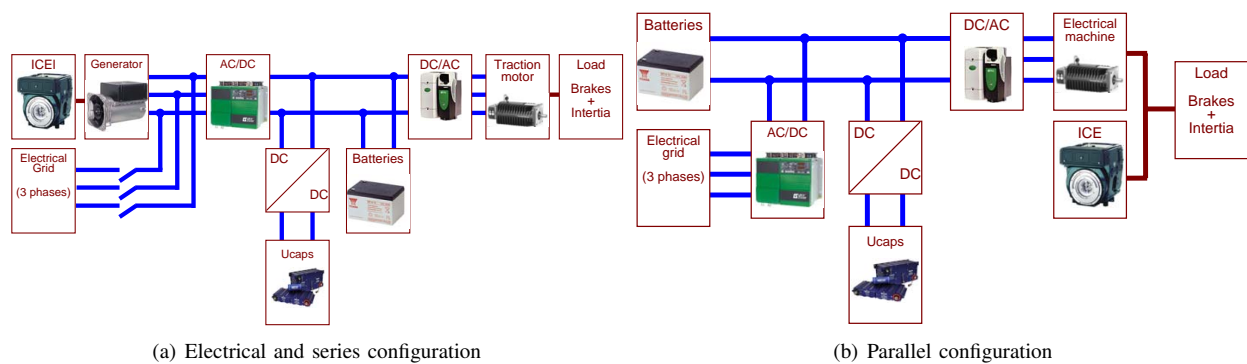 ICEI
Generator
AC/DC
DC/AC
Traction
motor
Load
Brakes
+
Intertia
Electrical
Grid
(3 phases)
DC
DC
Batteries
Ucaps
(a) Electrical and series configuration
Batteries
DC/AC
Electrical
machine
Load
Brakes
+
Intertia
Electrical
grid
(3 phases)
AC/DC
DC
DC
ICE
Ucaps
(b) Parallel configuration